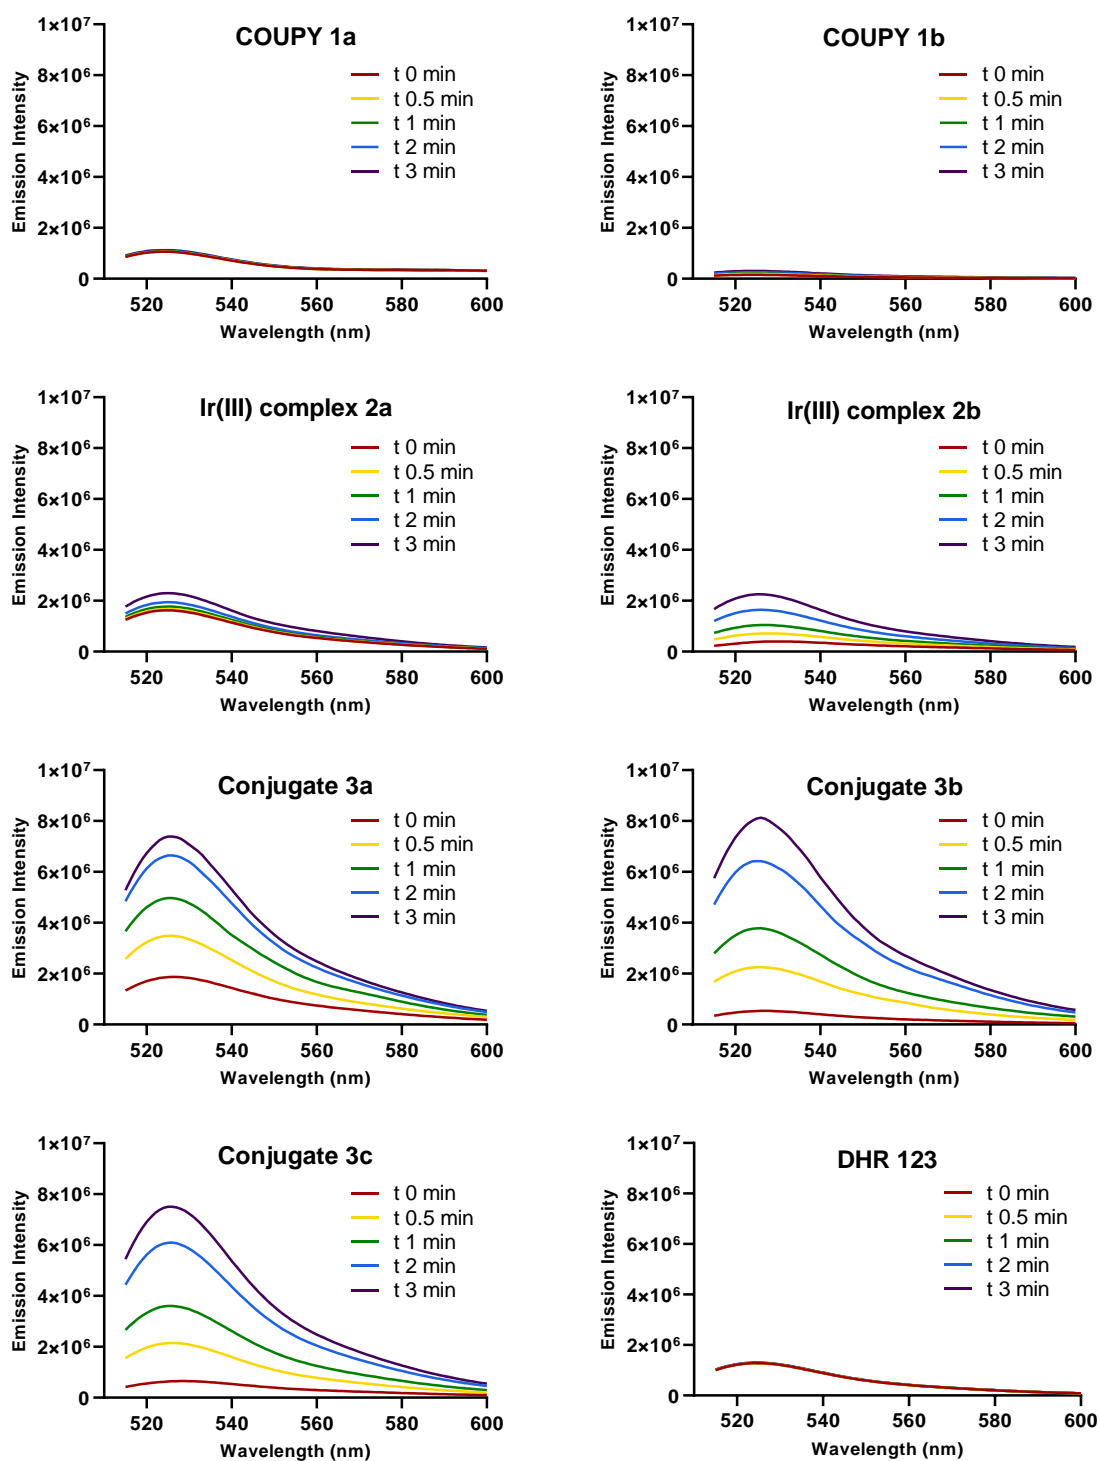 COUPY 1a
1×10⁷
8×10⁶
6×10⁶
4×10⁶
2×10⁶
0
Emission Intensity
t 0 min
t 0.5 min
t 1 min
t 2 min
t 3 min
520 540 560 580 600
Wavelength (nm)
COUPY 1b
1×10⁷
8×10⁶
6×10⁶
4×10⁶
2×10⁶
0
Emission Intensity
t 0 min
t 0.5 min
t 1 min
t 2 min
t 3 min
520 540 560 580 600
Wavelength (nm)
Ir(III) complex 2a
1×10⁷
8×10⁶
6×10⁶
4×10⁶
2×10⁶
0
Emission Intensity
t 0 min
t 0.5 min
t 1 min
t 2 min
t 3 min
520 540 560 580 600
Wavelength (nm)
Ir(III) complex 2b
1×10⁷
8×10⁶
6×10⁶
4×10⁶
2×10⁶
0
Emission Intensity
t 0 min
t 0.5 min
t 1 min
t 2 min
t 3 min
520 540 560 580 600
Wavelength (nm)
Conjugate 3a
1×10⁷
8×10⁶
6×10⁶
4×10⁶
2×10⁶
0
Emission Intensity
t 0 min
t 0.5 min
t 1 min
t 2 min
t 3 min
520 540 560 580 600
Wavelength (nm)
Conjugate 3b
1×10⁷
8×10⁶
6×10⁶
4×10⁶
2×10⁶
0
Emission Intensity
t 0 min
t 0.5 min
t 1 min
t 2 min
t 3 min
520 540 560 580 600
Wavelength (nm)
Conjugate 3c
1×10⁷
8×10⁶
6×10⁶
4×10⁶
2×10⁶
0
Emission Intensity
t 0 min
t 0.5 min
t 1 min
t 2 min
t 3 min
520 540 560 580 600
Wavelength (nm)
DHR 123
1×10⁷
8×10⁶
6×10⁶
4×10⁶
2×10⁶
0
Emission Intensity
t 0 min
t 0.5 min
t 1 min
t 2 min
t 3 min
520 540 560 580 600
Wavelength (nm)